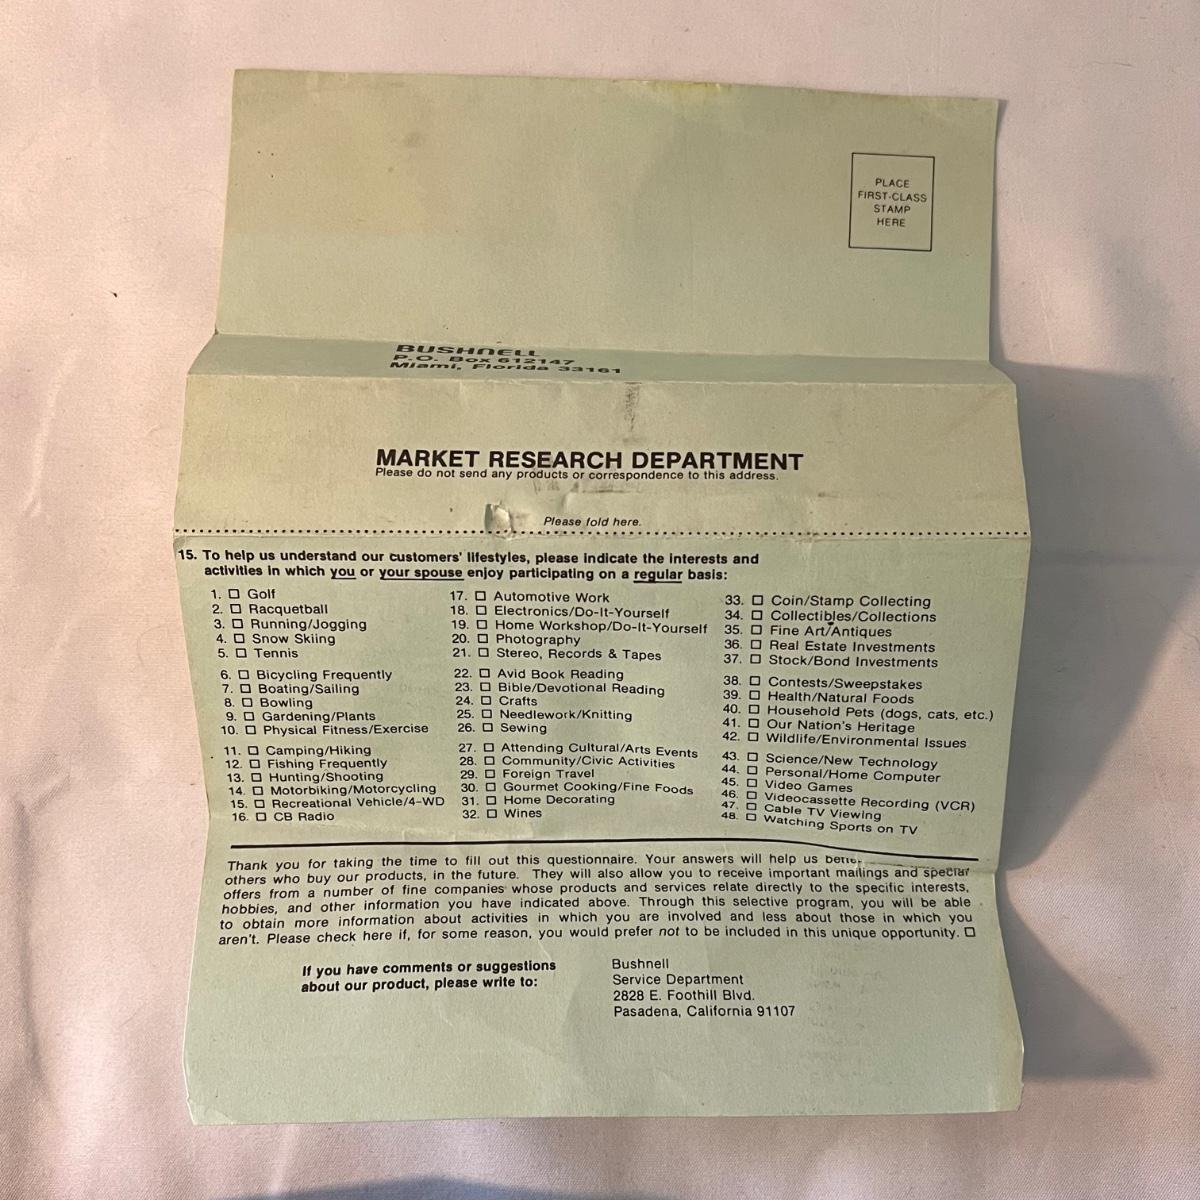 PLACE
FIRST-CLASS
STAMP
HERE
BUSHNELL
P.O. Box 612147
Miami, Florida 33161
MARKET RESEARCH DEPARTMENT
Please do not send any products or correspondence to this address.
Please fold here.
15. To help us understand our customers' lifestyles, please indicate the interests and
activities in which you or your spouse enjoy participating on a regular basis:
1. ☐ Golf
2. ☐ Racquetball
3. ☐ Running/Jogging
4. ☐ Snow Skiing
5. ☐ Tennis
6. ☐ Bicycling Frequently
7. ☐ Boating/Sailing
8. ☐ Bowling
9. ☐ Gardening/Plants
10. ☐ Physical Fitness/Exercise
11. ☐ Camping/Hiking
12. ☐ Fishing Frequently
13. ☐ Hunting/Shooting
14. ☐ Motorbiking/Motorcycling
15. ☐ Recreational Vehicle/4-WD
16. ☐ CB Radio
17. ☐ Automotive Work
18. ☐ Electronics/Do-It-Yourself
19. ☐ Home Workshop/Do-It-Yourself
20. ☐ Photography
21. ☐ Stereo, Records & Tapes
22. ☐ Avid Book Reading
23. ☐ Bible/Devotional Reading
24. ☐ Crafts
25. ☐ Needlework/Knitting
26. ☐ Sewing
27. ☐ Attending Cultural/Arts Events
28. ☐ Community/Civic Activities
29. ☐ Foreign Travel
30. ☐ Gourmet Cooking/Fine Foods
31. ☐ Home Decorating
32. ☐ Wines
33. ☐ Coin/Stamp Collecting
34. ☐ Collectibles/Collections
35. ☐ Fine Art/Antiques
36. ☐ Real Estate Investments
37. ☐ Stock/Bond Investments
38. ☐ Contests/Sweepstakes
39. ☐ Health/Natural Foods
40. ☐ Household Pets (dogs, cats, etc.)
41. ☐ Our Nation's Heritage
42. ☐ Wildlife/Environmental Issues
43. ☐ Science/New Technology
44. ☐ Personal/Home Computer
45. ☐ Video Games
46. ☐ Videocassette Recording (VCR)
47. ☐ Cable TV Viewing
48. ☐ Watching Sports on TV
Thank you for taking the time to fill out this questionnaire. Your answers will help us
others who buy our products, in the future. They will also allow you to receive important mailings and special
offers from a number of fine companies whose products and services relate directly to the specific interests,
hobbies, and other information you have indicated above. Through this selective program, you will be able
to obtain more information about activities in which you are involved and less about those in which you
aren't. Please check here if, for some reason, you would prefer not to be included in this unique opportunity. ☐
If you have comments or suggestions
about our product, please write to:
Bushnell
Service Department
2828 E. Foothill Blvd.
Pasadena, California 91107